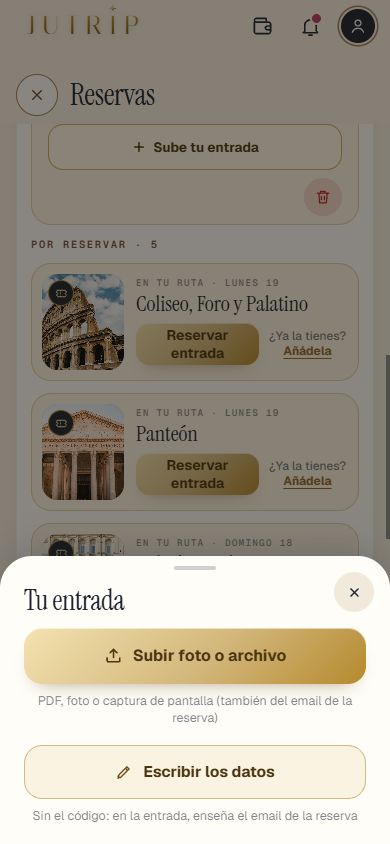 JUTRIP
Reservas
Sube tu entrada
POR RESERVAR · 5
EN TU RUTA · LUNES 19
Coliseo, Foro y Palatino
Reservar
entrada
¿Ya la tienes?
Añádela
EN TU RUTA · LUNES 19
Panteón
Reservar
entrada
¿Ya la tienes?
Añádela
EN TU RUTA · DOMINGO 18
Tu entrada
Subir foto o archivo
PDF, foto o captura de pantalla (también del email de la
reserva)
Escribir los datos
Sin el código: en la entrada, enseña el email de la reserva